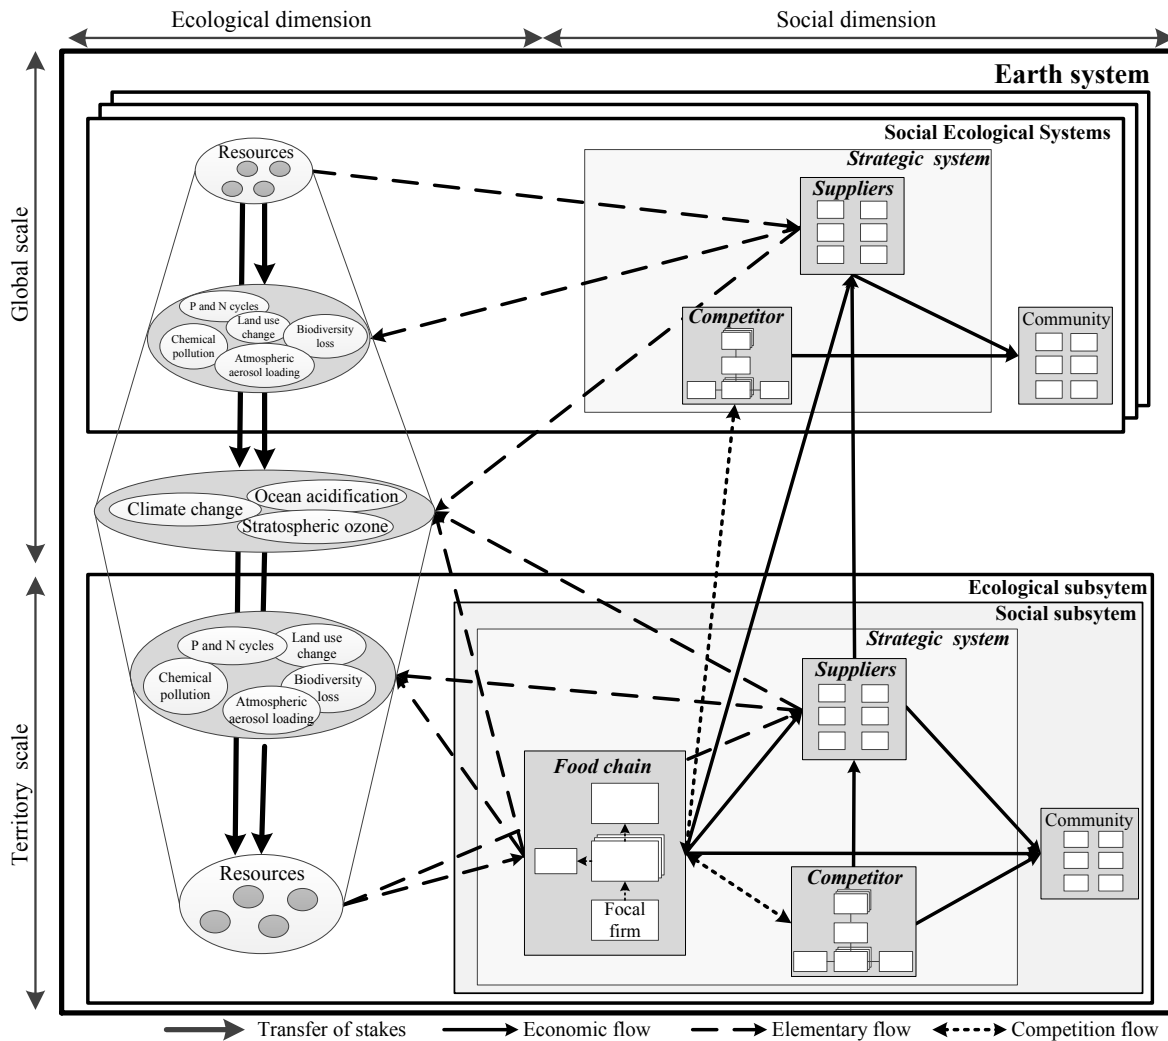 Ecological dimension
Social dimension
Earth system
Social Ecological Systems
Strategic system
Resources
Suppliers
P and N cycles
Land use
change
Biodiversity
loss
Chemical
pollution
Atmospheric
aerosol loading
Competitor
Community
Global scale
Ocean acidification
Climate change
Stratospheric ozone
Ecological subsytem
Social subsytem
Strategic system
P and N cycles
Land use
change
Chemical
pollution
Biodiversity
loss
Atmospheric
aerosol loading
Suppliers
Food chain
Territory scale
Community
Resources
Competitor
Focal
firm
Transfer of stakes
Economic flow
Elementary flow
Competition flow